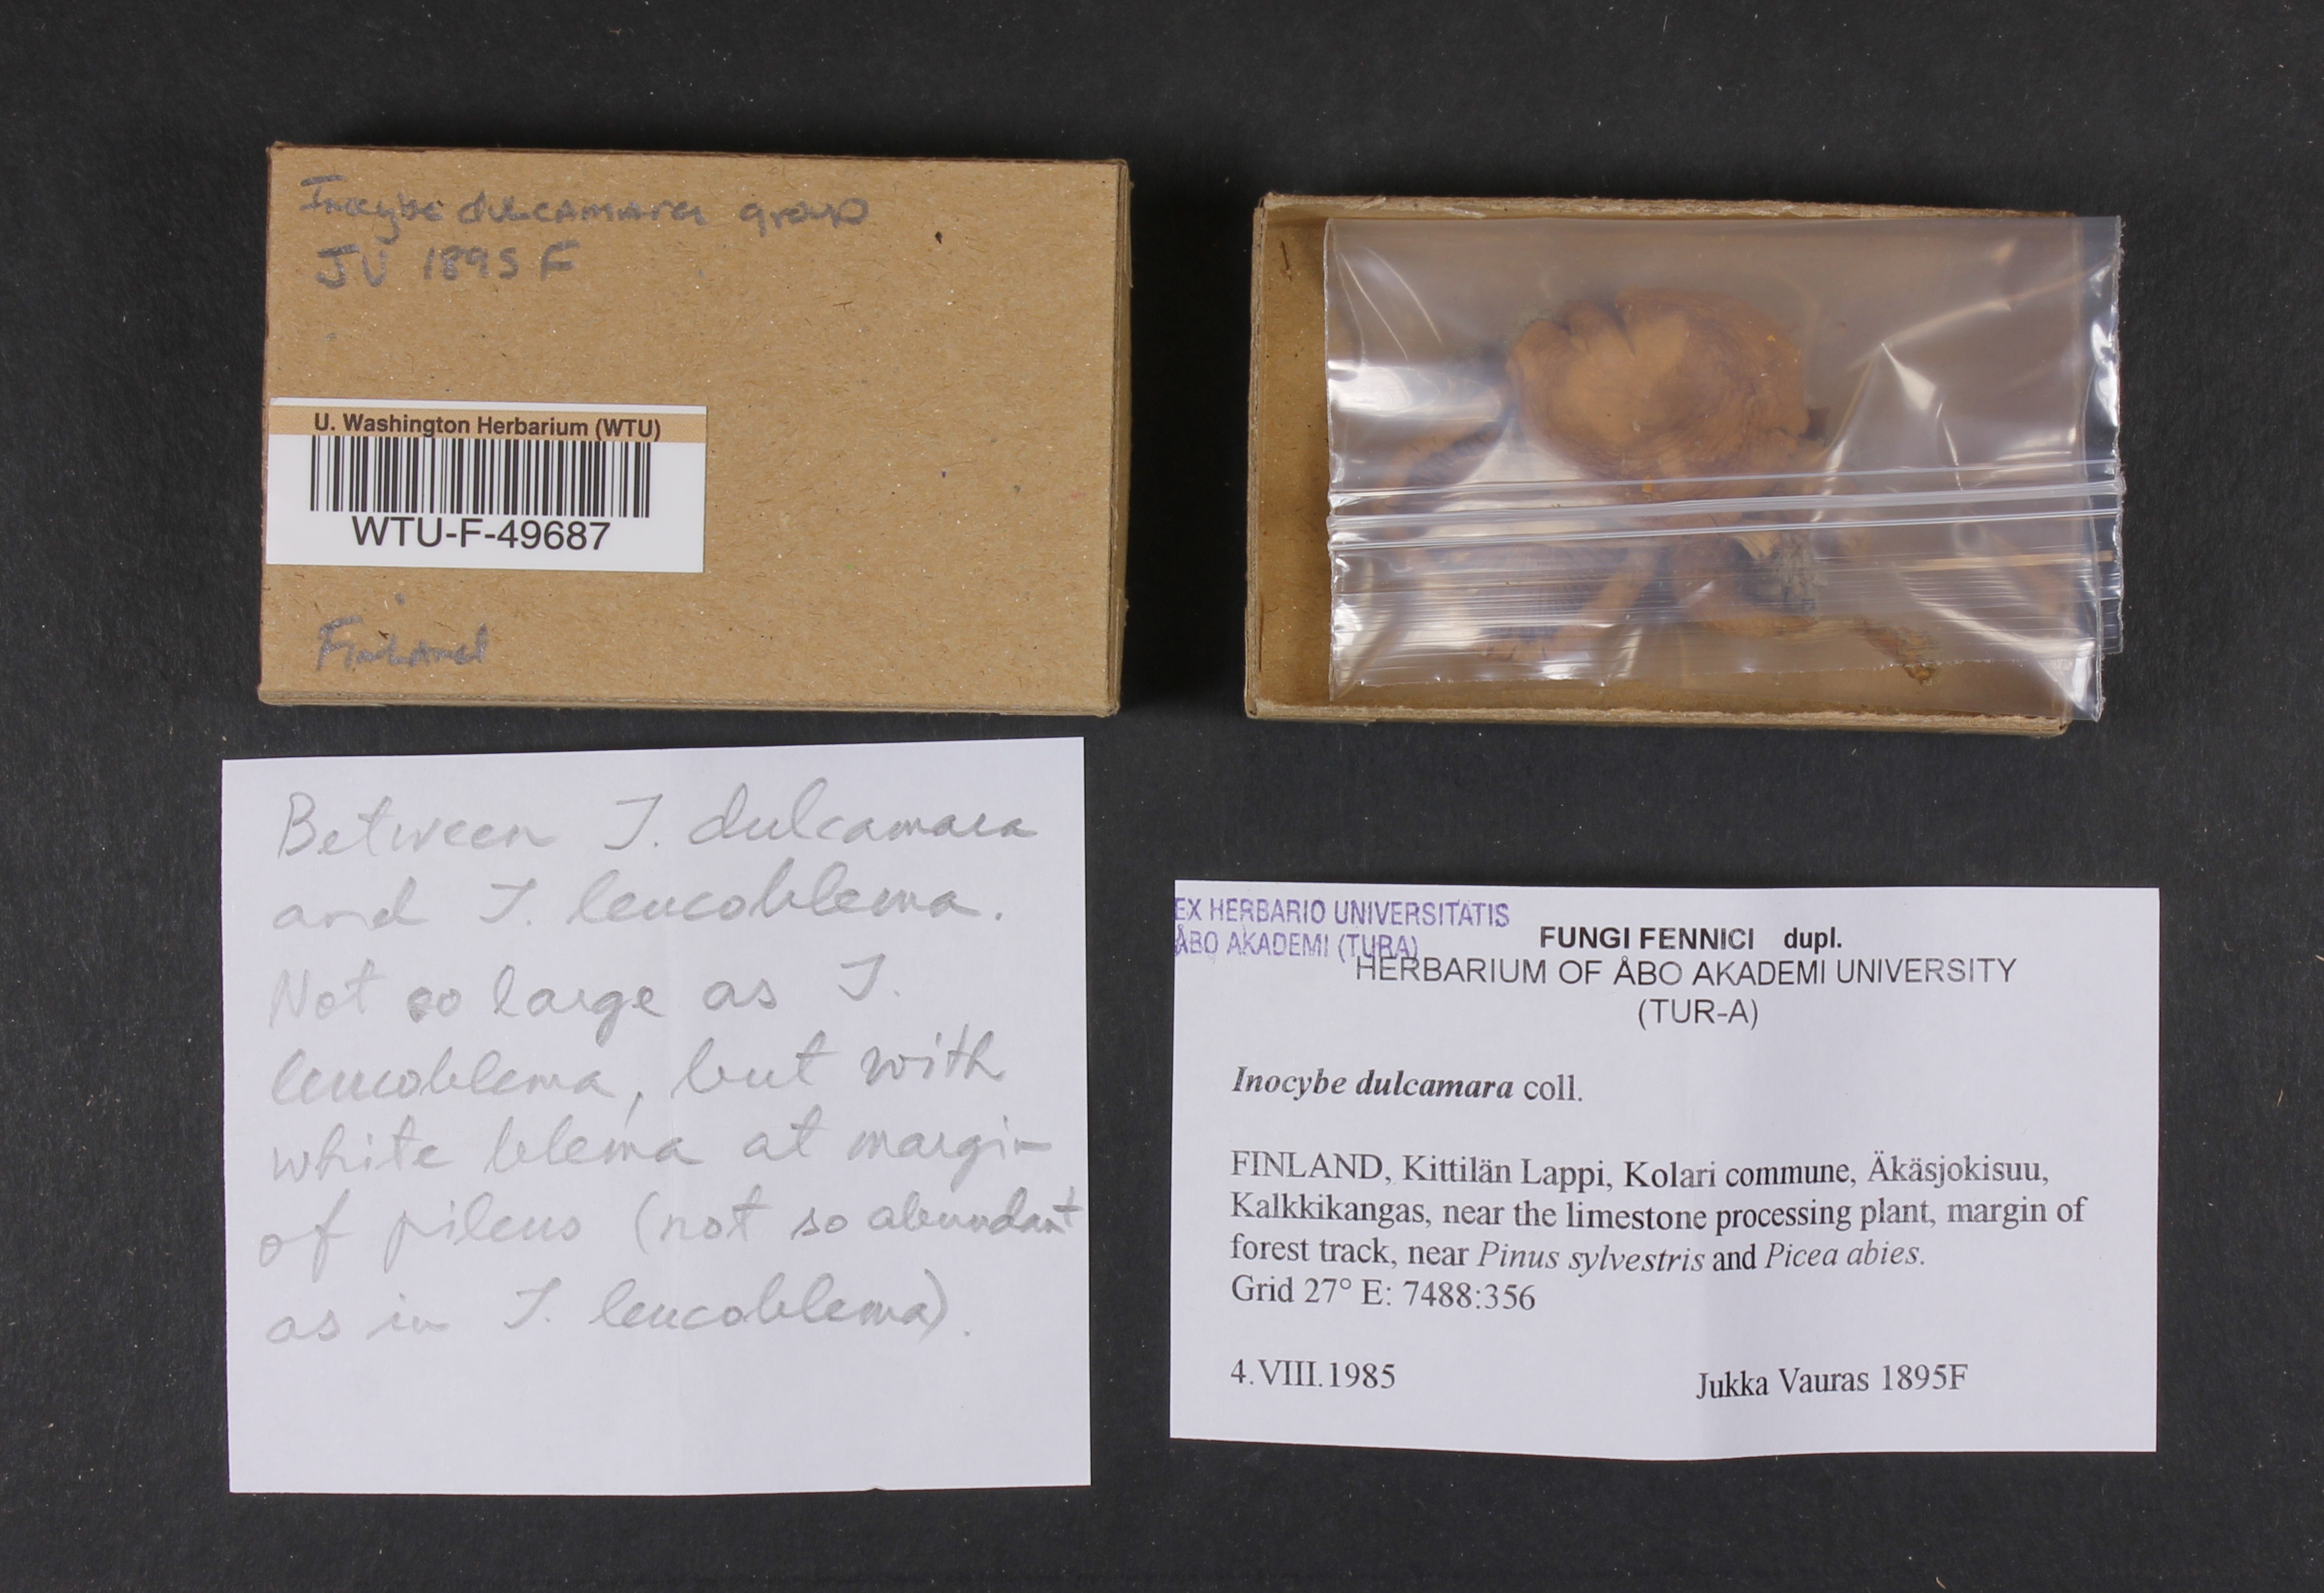 Inocybe dulcamara group
JV 1895 F
U. Washington Herbarium (WTU)
WTU-F-49687
Finland
Between I. dulcamara
and I. leucoblema.
Not so large as I.
leucoblema, but with
white blema at margin
of pileus (not so abundant
as in I. leucoblema).
EX HERBARIO UNIVERSITATIS
ÅBO AKADEMI (TURA)
FUNGI FENNICI dupl.
HERBARIUM OF ÅBO AKADEMI UNIVERSITY
(TUR-A)
Inocybe dulcamara coll.
FINLAND, Kittilän Lappi, Kolari commune, Äkäsjokisuu,
Kalkkikangas, near the limestone processing plant, margin of
forest track, near Pinus sylvestris and Picea abies.
Grid 27° E: 7488:356
4.VIII.1985 Jukka Vauras 1895F